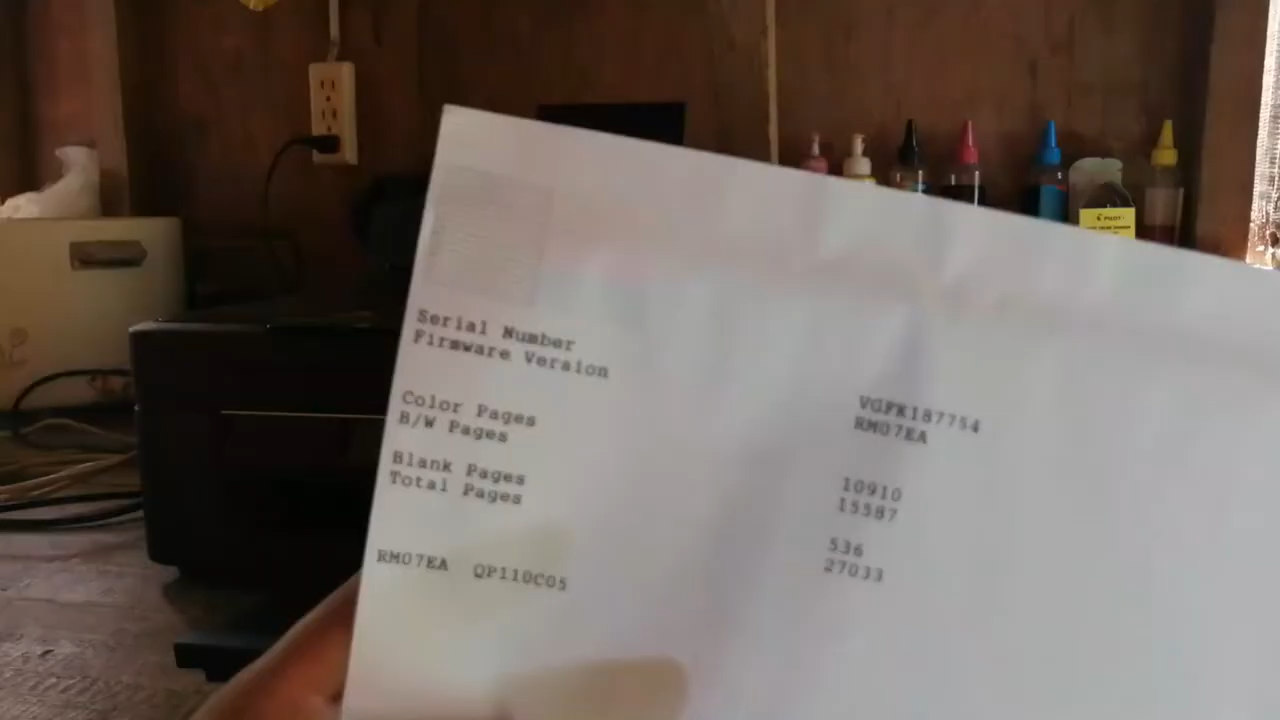 PILOT
Serial Number VGFK187754
Firmware Version RM07EA
Color Pages 10910
B/W Pages 15587
Blank Pages 536
Total Pages 27033
RM07EA QP110C05